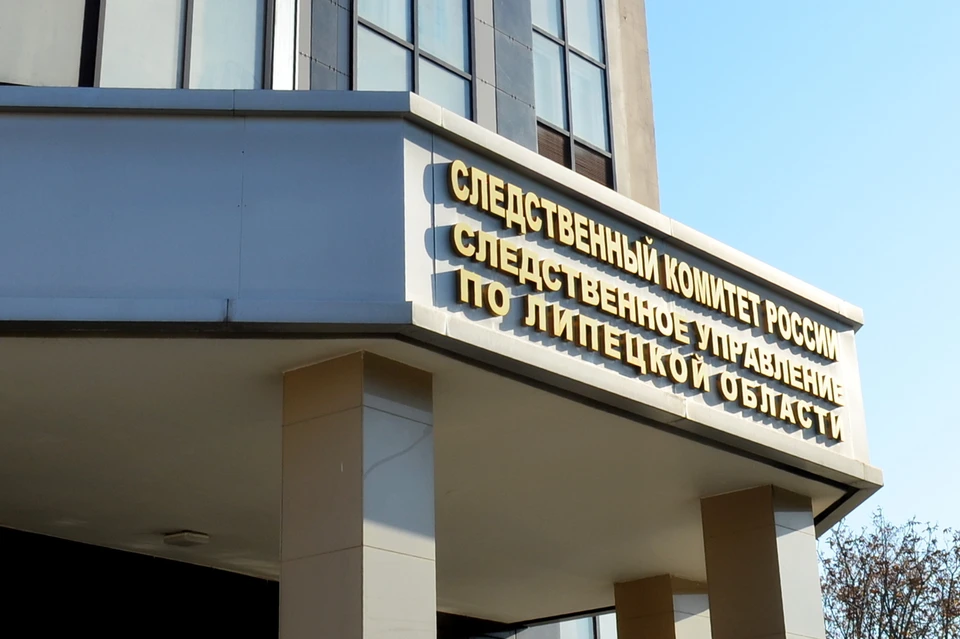 СЛЕДСТВЕННЫЙ КОМИТЕТ РОССИИ
СЛЕДСТВЕННОЕ УПРАВЛЕНИЕ
ПО ЛИПЕЦКОЙ ОБЛАСТИ